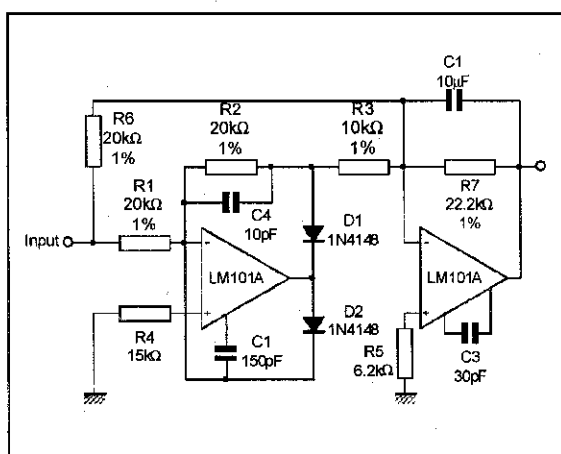 C1
10µF
R6
20kΩ
1%
R2
20kΩ
1%
R3
10kΩ
1%
R1
20kΩ
1%
C4
10pF
D1
1N4148
R7
22.2kΩ
1%
Input
-
LM101A
+
-
LM101A
+
D2
1N4148
R4
15kΩ
C1
150pF
R5
6.2kΩ
C3
30pF